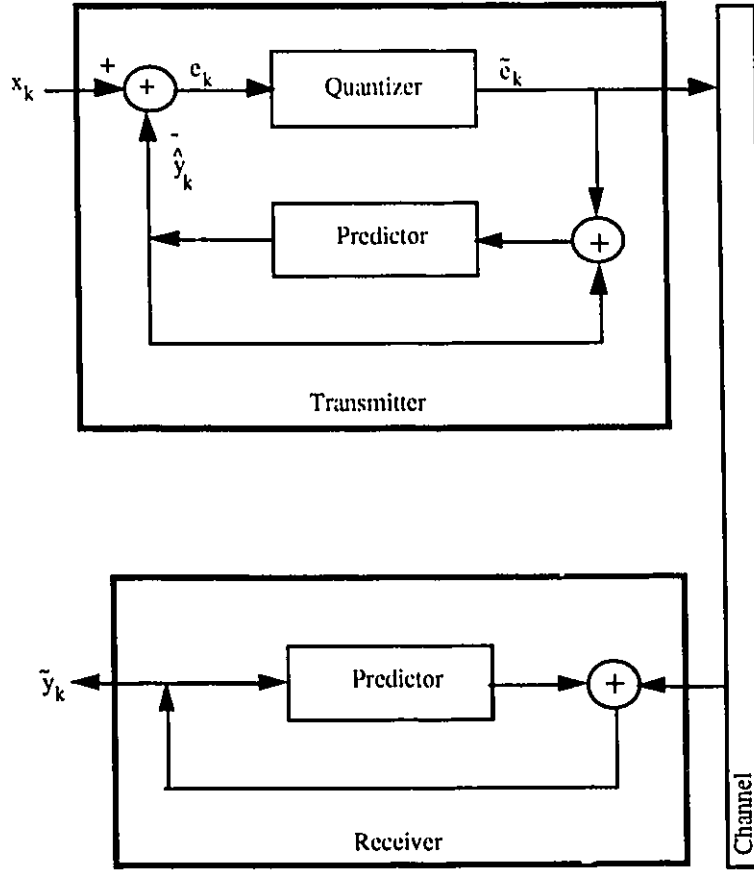 x_k
+
+
e_k
Quantizer
ẽ_k
-
ŷ_k
Predictor
+
Transmitter
ỹ_k
Predictor
+
Receiver
Channel